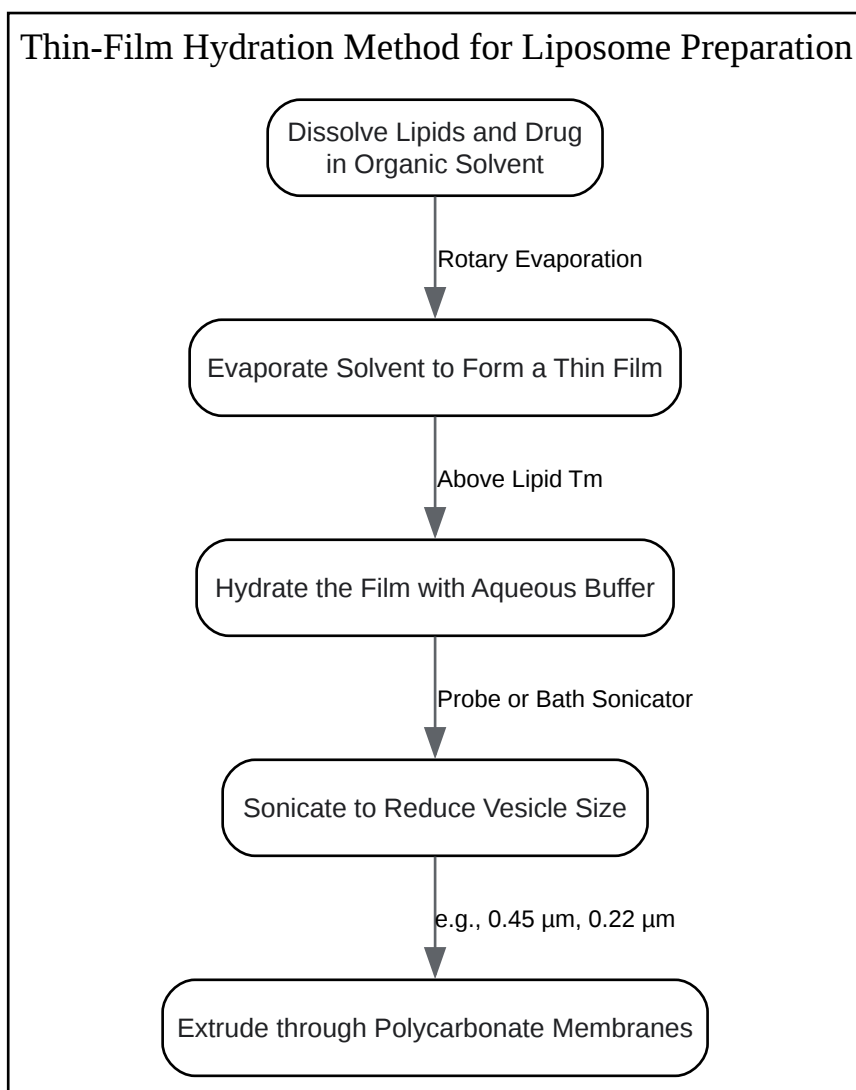 Thin-Film Hydration Method for Liposome Preparation
Dissolve Lipids and Drug
in Organic Solvent
Rotary Evaporation
Evaporate Solvent to Form a Thin Film
Above Lipid Tm
Hydrate the Film with Aqueous Buffer
Probe or Bath Sonicator
Sonicate to Reduce Vesicle Size
e.g., 0.45 µm, 0.22 µm
Extrude through Polycarbonate Membranes